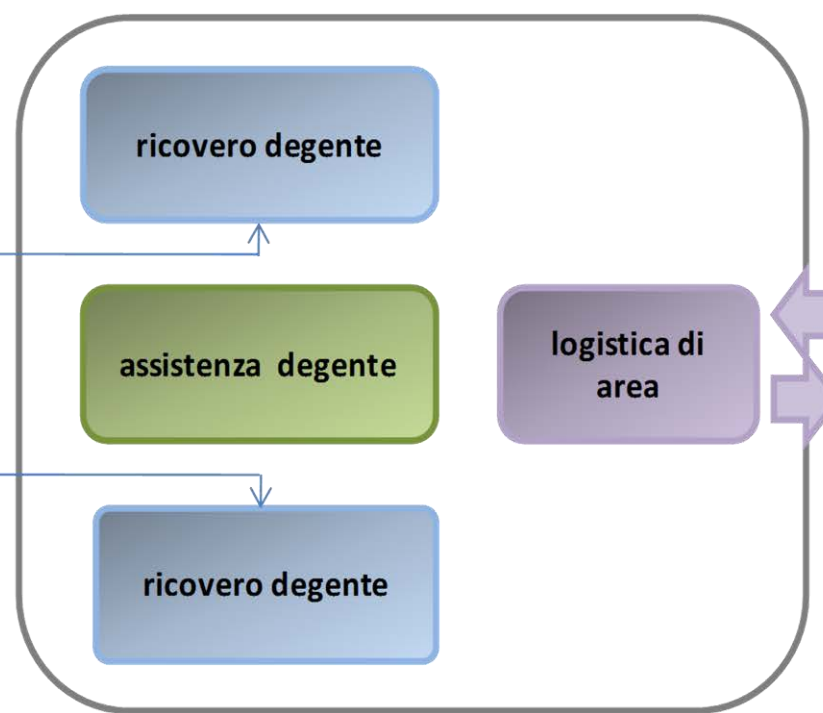 ricovero degente
assistenza degente
logistica di
area
ricovero degente